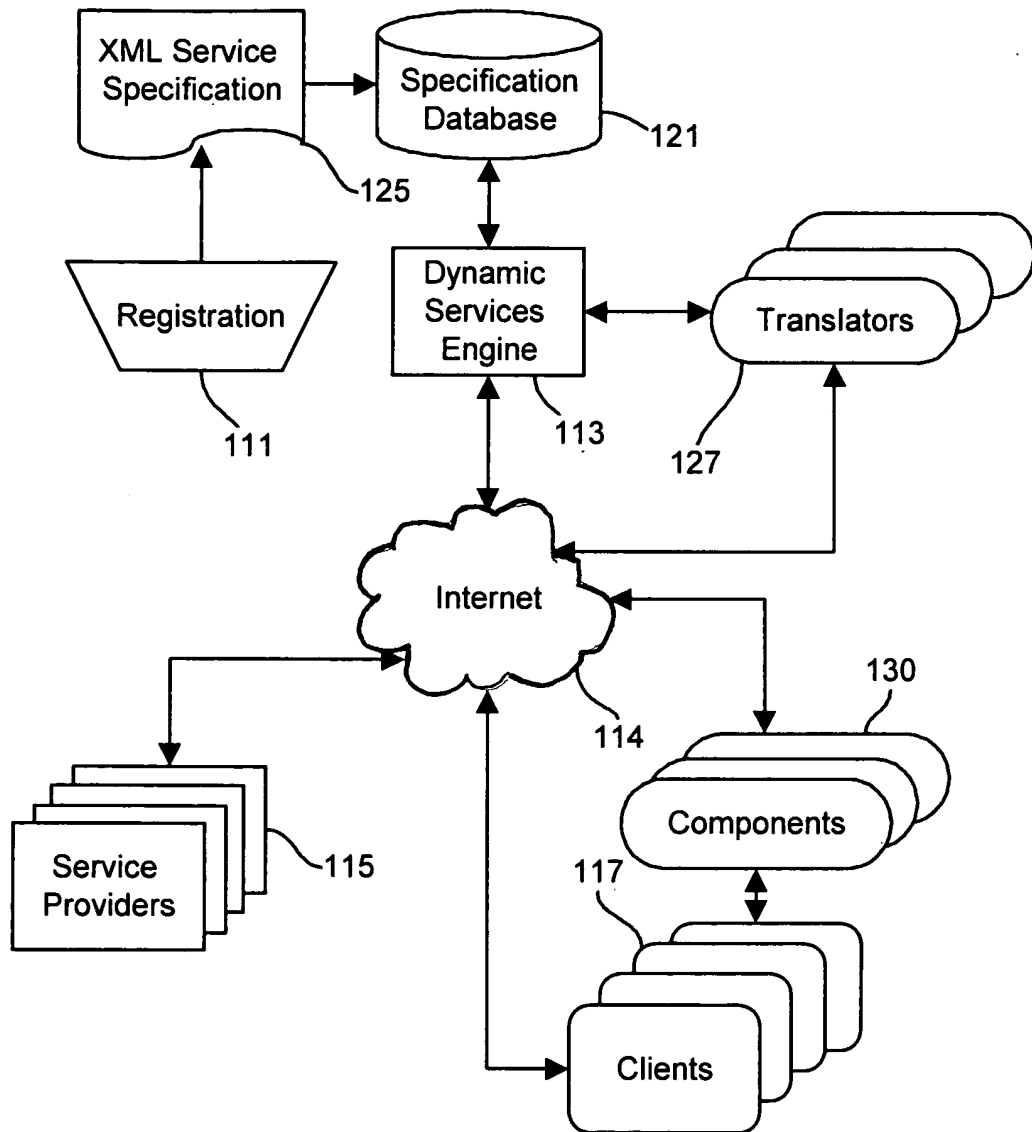 XML Service
Specification
Specification
Database
121
125
Dynamic
Services
Engine
Translators
Registration
111
113
127
Internet
130
114
Components
Service
Providers
115
117
Clients